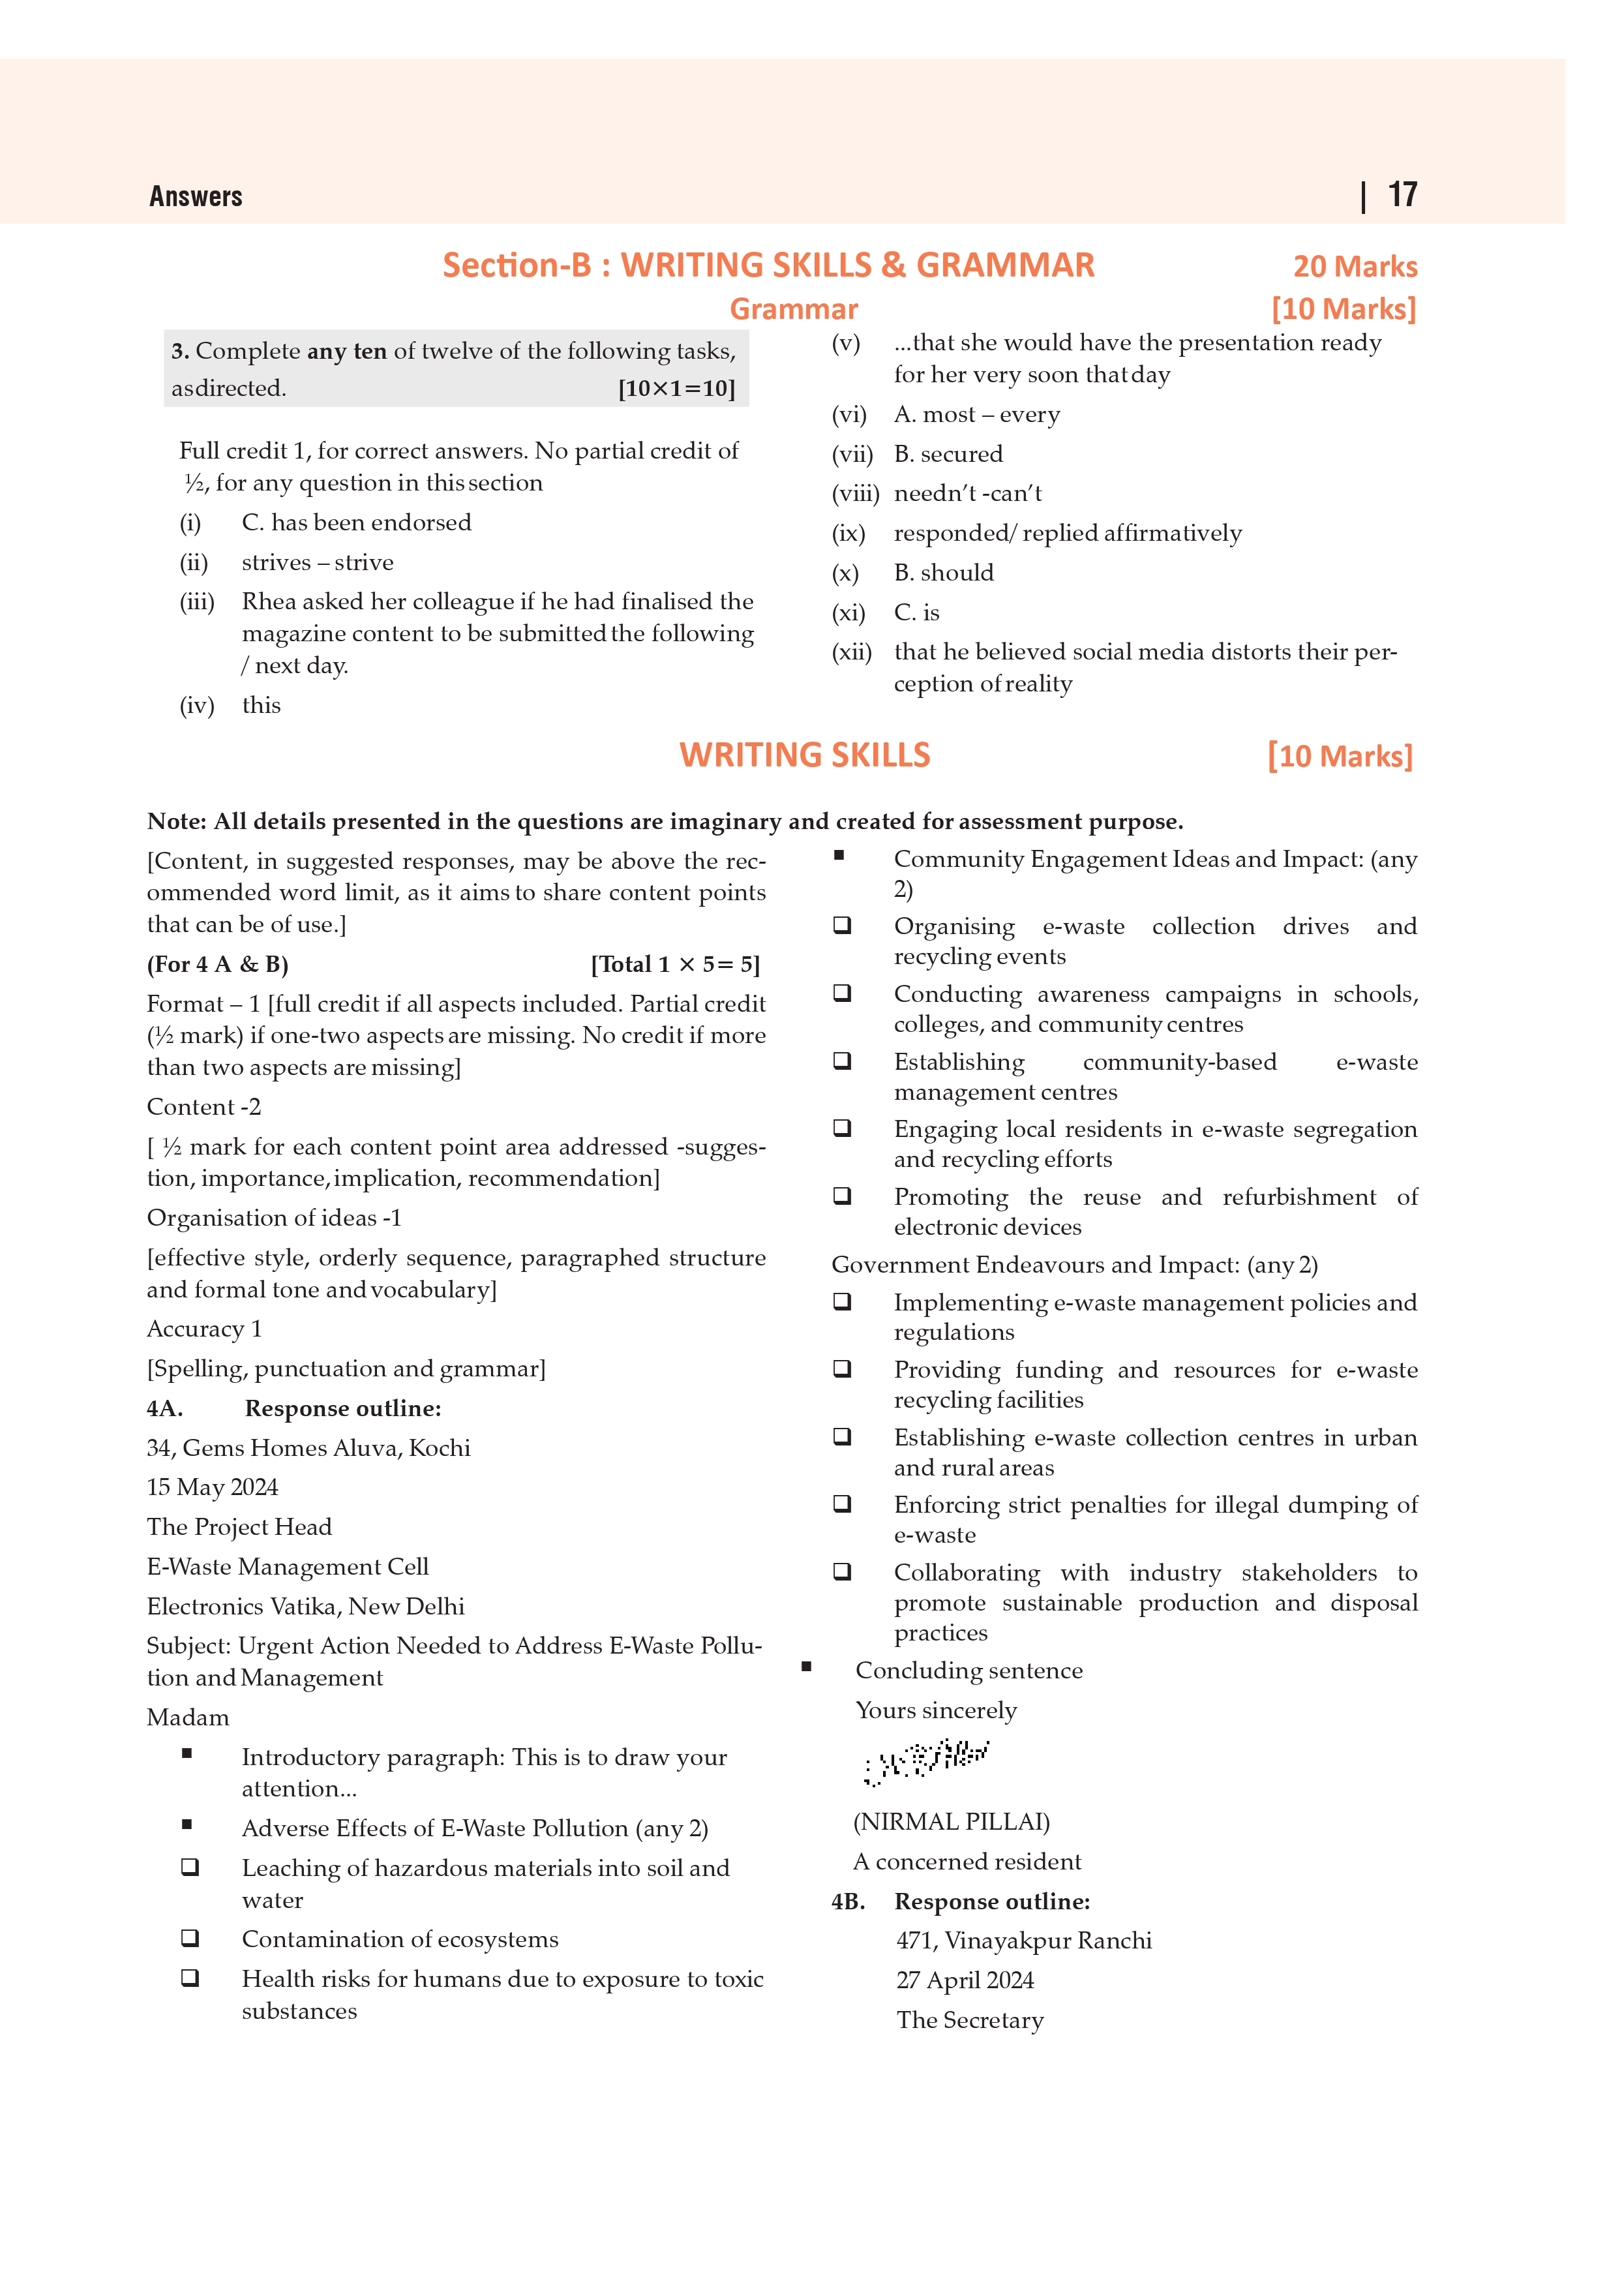 Answers
| 17
Section-B : WRITING SKILLS & GRAMMAR 20 Marks
Grammar [10 Marks]
3. Complete any ten of twelve of the following tasks,
asdirected. [10×1=10]
Full credit 1, for correct answers. No partial credit of
½, for any question in this section
(i) C. has been endorsed
(ii) strives – strive
(iii) Rhea asked her colleague if he had finalised the
magazine content to be submitted the following
/ next day.
(iv) this
(v) ...that she would have the presentation ready
for her very soon that day
(vi) A. most – every
(vii) B. secured
(viii) needn't -can't
(ix) responded/ replied affirmatively
(x) B. should
(xi) C. is
(xii) that he believed social media distorts their per-
ception of reality
WRITING SKILLS [10 Marks]
Note: All details presented in the questions are imaginary and created for assessment purpose.
[Content, in suggested responses, may be above the rec-
ommended word limit, as it aims to share content points
that can be of use.]
(For 4 A & B) [Total 1 × 5= 5]
Format – 1 [full credit if all aspects included. Partial credit
(½ mark) if one-two aspects are missing. No credit if more
than two aspects are missing]
Content -2
[ ½ mark for each content point area addressed -sugges-
tion, importance, implication, recommendation]
Organisation of ideas -1
[effective style, orderly sequence, paragraphed structure
and formal tone and vocabulary]
Accuracy 1
[Spelling, punctuation and grammar]
4A. Response outline:
34, Gems Homes Aluva, Kochi
15 May 2024
The Project Head
E-Waste Management Cell
Electronics Vatika, New Delhi
Subject: Urgent Action Needed to Address E-Waste Pollu-
tion and Management
Madam
▪ Introductory paragraph: This is to draw your
attention...
▪ Adverse Effects of E-Waste Pollution (any 2)
❑ Leaching of hazardous materials into soil and
water
❑ Contamination of ecosystems
❑ Health risks for humans due to exposure to toxic
substances
▪ Community Engagement Ideas and Impact: (any
2)
❑ Organising e-waste collection drives and
recycling events
❑ Conducting awareness campaigns in schools,
colleges, and community centres
❑ Establishing community-based e-waste
management centres
❑ Engaging local residents in e-waste segregation
and recycling efforts
❑ Promoting the reuse and refurbishment of
electronic devices
Government Endeavours and Impact: (any 2)
❑ Implementing e-waste management policies and
regulations
❑ Providing funding and resources for e-waste
recycling facilities
❑ Establishing e-waste collection centres in urban
and rural areas
❑ Enforcing strict penalties for illegal dumping of
e-waste
❑ Collaborating with industry stakeholders to
promote sustainable production and disposal
practices
▪ Concluding sentence
Yours sincerely
(NIRMAL PILLAI)
A concerned resident
4B. Response outline:
471, Vinayakpur Ranchi
27 April 2024
The Secretary